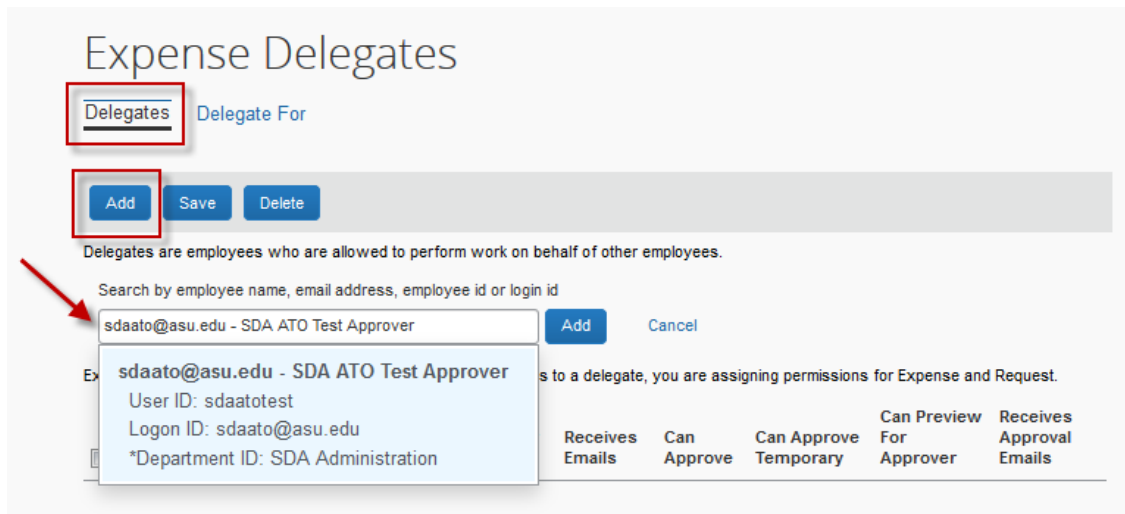 Expense Delegates
Delegates Delegate For
Add Save Delete
Delegates are employees who are allowed to perform work on behalf of other employees.
Search by employee name, email address, employee id or login id
sdaato@asu.edu - SDA ATO Test Approver Add Cancel
sdaato@asu.edu - SDA ATO Test Approver
Ex s to a delegate, you are assigning permissions for Expense and Request.
User ID: sdaatotest
Logon ID: sdaato@asu.edu
*Department ID: SDA Administration
Receives Emails
Can Approve
Can Approve Temporary
Can Preview For Approver
Receives Approval Emails